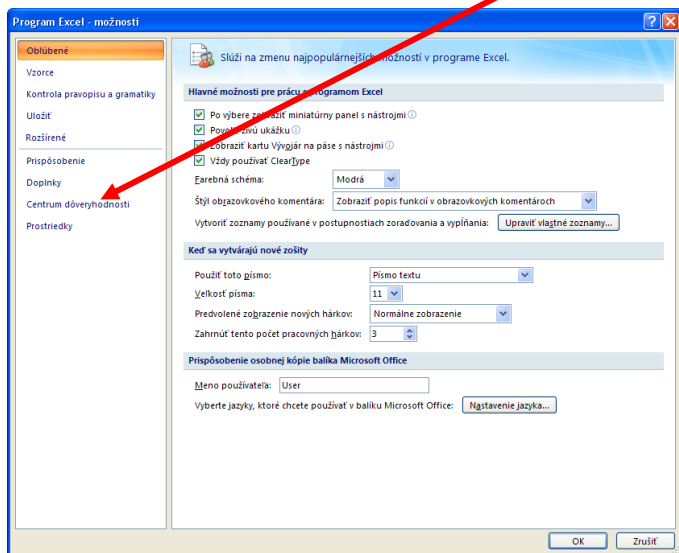 Program Excel - možnosti
Obľúbené
Vzorce
Kontrola pravopisu a gramatiky
Uložiť
Rozšírené
Prispôsobenie
Doplnky
Centrum dôveryhodnosti
Prostriedky
Slúži na zmenu najpopulárnejších možností v programe Excel.
Hlavné možnosti pre prácu s programom Excel
Po výbere zobraziť miniatúrny panel s nástrojmi
Povoliť živú ukážku
Zobraziť kartu Vývojár na páse s nástrojmi
Vždy používať ClearType
Farebná schéma: Modrá
Štýl obrazovkového komentára: Zobraziť popis funkcií v obrazovkových komentároch
Vytvoriť zoznamy používané v postupnostiach zoraďovania a vypĺňania: Upraviť vlastné zoznamy...
Keď sa vytvárajú nové zošity
Použiť toto písmo: Písmo textu
Veľkosť písma: 11
Predvolené zobrazenie nových hárkov: Normálne zobrazenie
Zahrnúť tento počet pracovných hárkov: 3
Prispôsobenie osobnej kópie balíka Microsoft Office
Meno používateľa: User
Vyberte jazyky, ktoré chcete používať v balíku Microsoft Office: Nastavenie jazyka...
OK Zrušiť